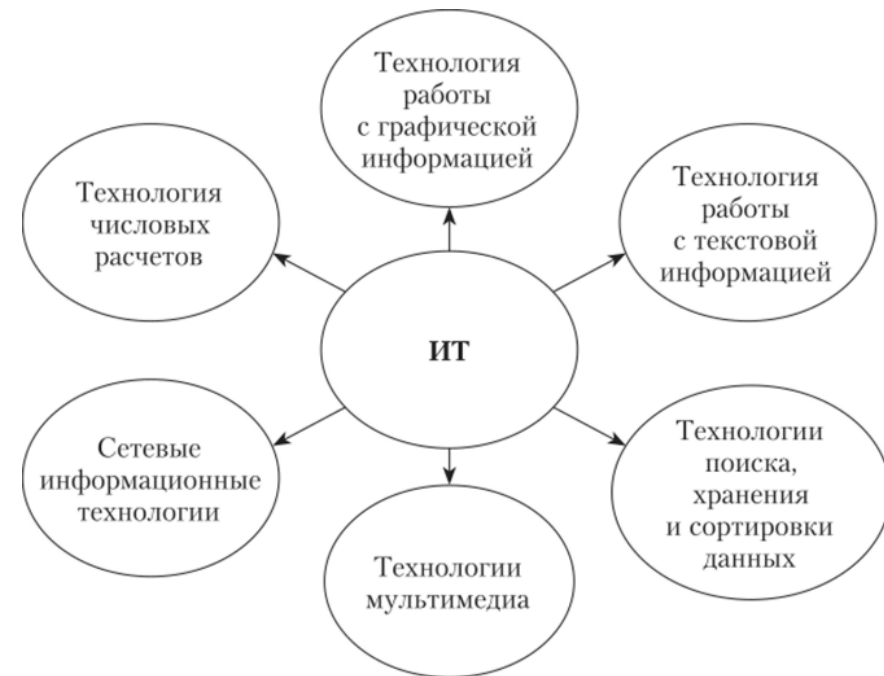 Технология
работы
с графической
информацией
Технология
числовых
расчетов
Технология
работы
с текстовой
информацией
ИТ
Сетевые
информационные
технологии
Технологии
поиска,
хранения
и сортировки
данных
Технологии
мультимедиа